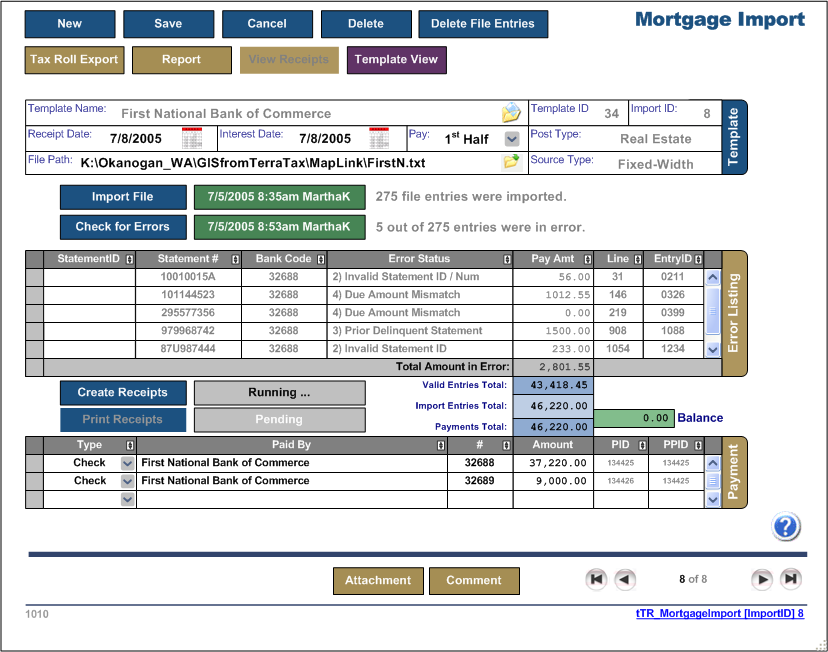 New Save Cancel Delete Delete File Entries Mortgage Import
Tax Roll Export Report View Receipts Template View
Template Name: First National Bank of Commerce Template ID 34 Import ID: 8
Receipt Date: 7/8/2005 Interest Date: 7/8/2005 Pay: 1st Half Post Type: Real Estate
File Path: K:\Okanogan_WA\GISfromTerraTax\MapLink\FirstN.txt Source Type: Fixed-Width
Template
Import File 7/5/2005 8:35am MarthaK 275 file entries were imported.
Check for Errors 7/5/2005 8:53am MarthaK 5 out of 275 entries were in error.
StatementID Statement # Bank Code Error Status Pay Amt Line EntryID
10010015A 32688 2) Invalid Statement ID / Num 56.00 31 0211
101144523 32688 4) Due Amount Mismatch 1012.55 146 0326
295577356 32688 4) Due Amount Mismatch 0.00 219 0399
979968742 32688 3) Prior Delinquent Statement 1500.00 908 1088
87U987444 32688 2) Invalid Statement ID 233.00 1054 1234
Total Amount in Error: 2,801.55
Error Listing
Create Receipts Running ... Valid Entries Total: 43,418.45
Import Entries Total: 46,220.00
Print Receipts Pending Payments Total: 46,220.00 0.00 Balance
Type Paid By # Amount PID PPID
Check First National Bank of Commerce 32688 37,220.00 134425 134425
Check First National Bank of Commerce 32689 9,000.00 134426 134425
Payment
?
Attachment Comment 8 of 8
1010 tTR_MortgageImport [ImportID] 8